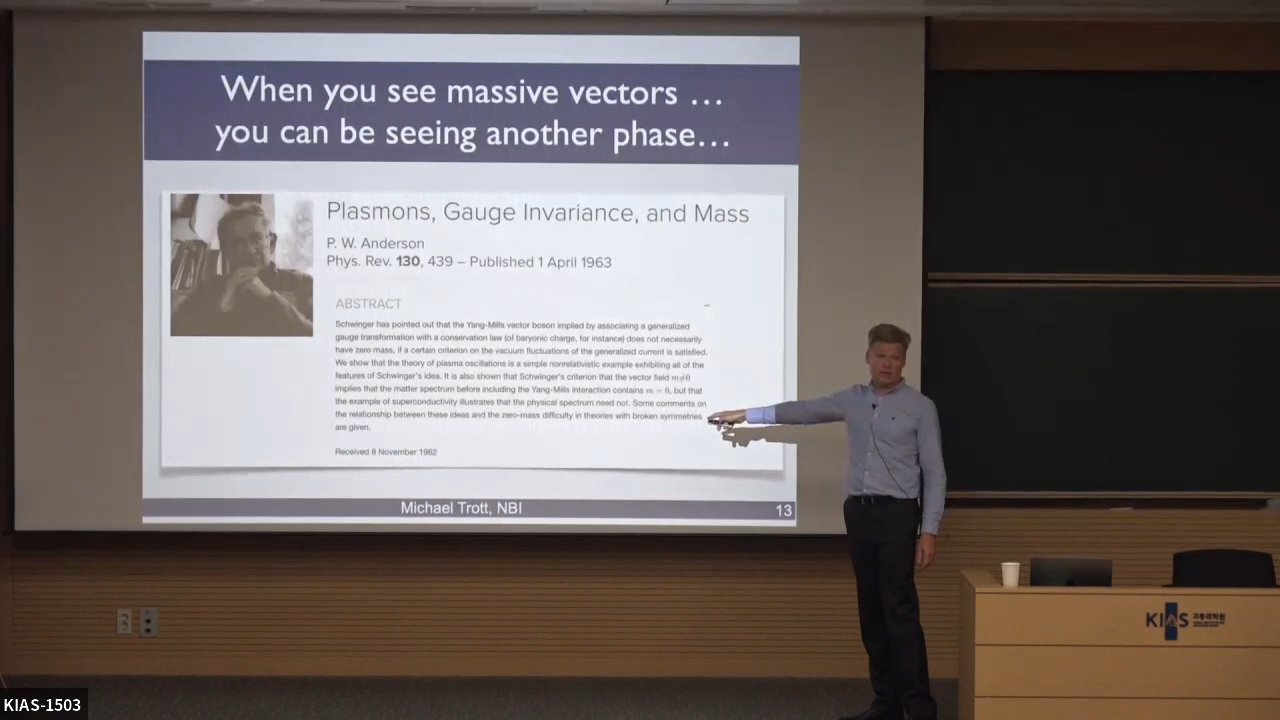 When you see massive vectors …
you can be seeing another phase…
Plasmons, Gauge Invariance, and Mass
P. W. Anderson
Phys. Rev. 130, 439 – Published 1 April 1963
ABSTRACT
Schwinger has pointed out that the Yang-Mills vector boson implied by associating a generalized
gauge transformation with a conservation law (of baryonic charge, for instance) does not necessarily
have zero mass, if a certain criterion on the vacuum fluctuations of the generalized current is satisfied.
We show that the theory of plasma oscillations is a simple nonrelativistic example exhibiting all of the
features of Schwinger's idea. It is also shown that Schwinger's criterion that the vector field m≠0
implies that the matter spectrum before including the Yang-Mills interaction contains m = 0, but that
the example of superconductivity illustrates that the physical spectrum need not. Some comments on
the relationship between these ideas and the zero-mass difficulty in theories with broken symmetries
are given.
Received 8 November 1962
Michael Trott, NBI
13
KIAS 고등과학원
KIAS-1503